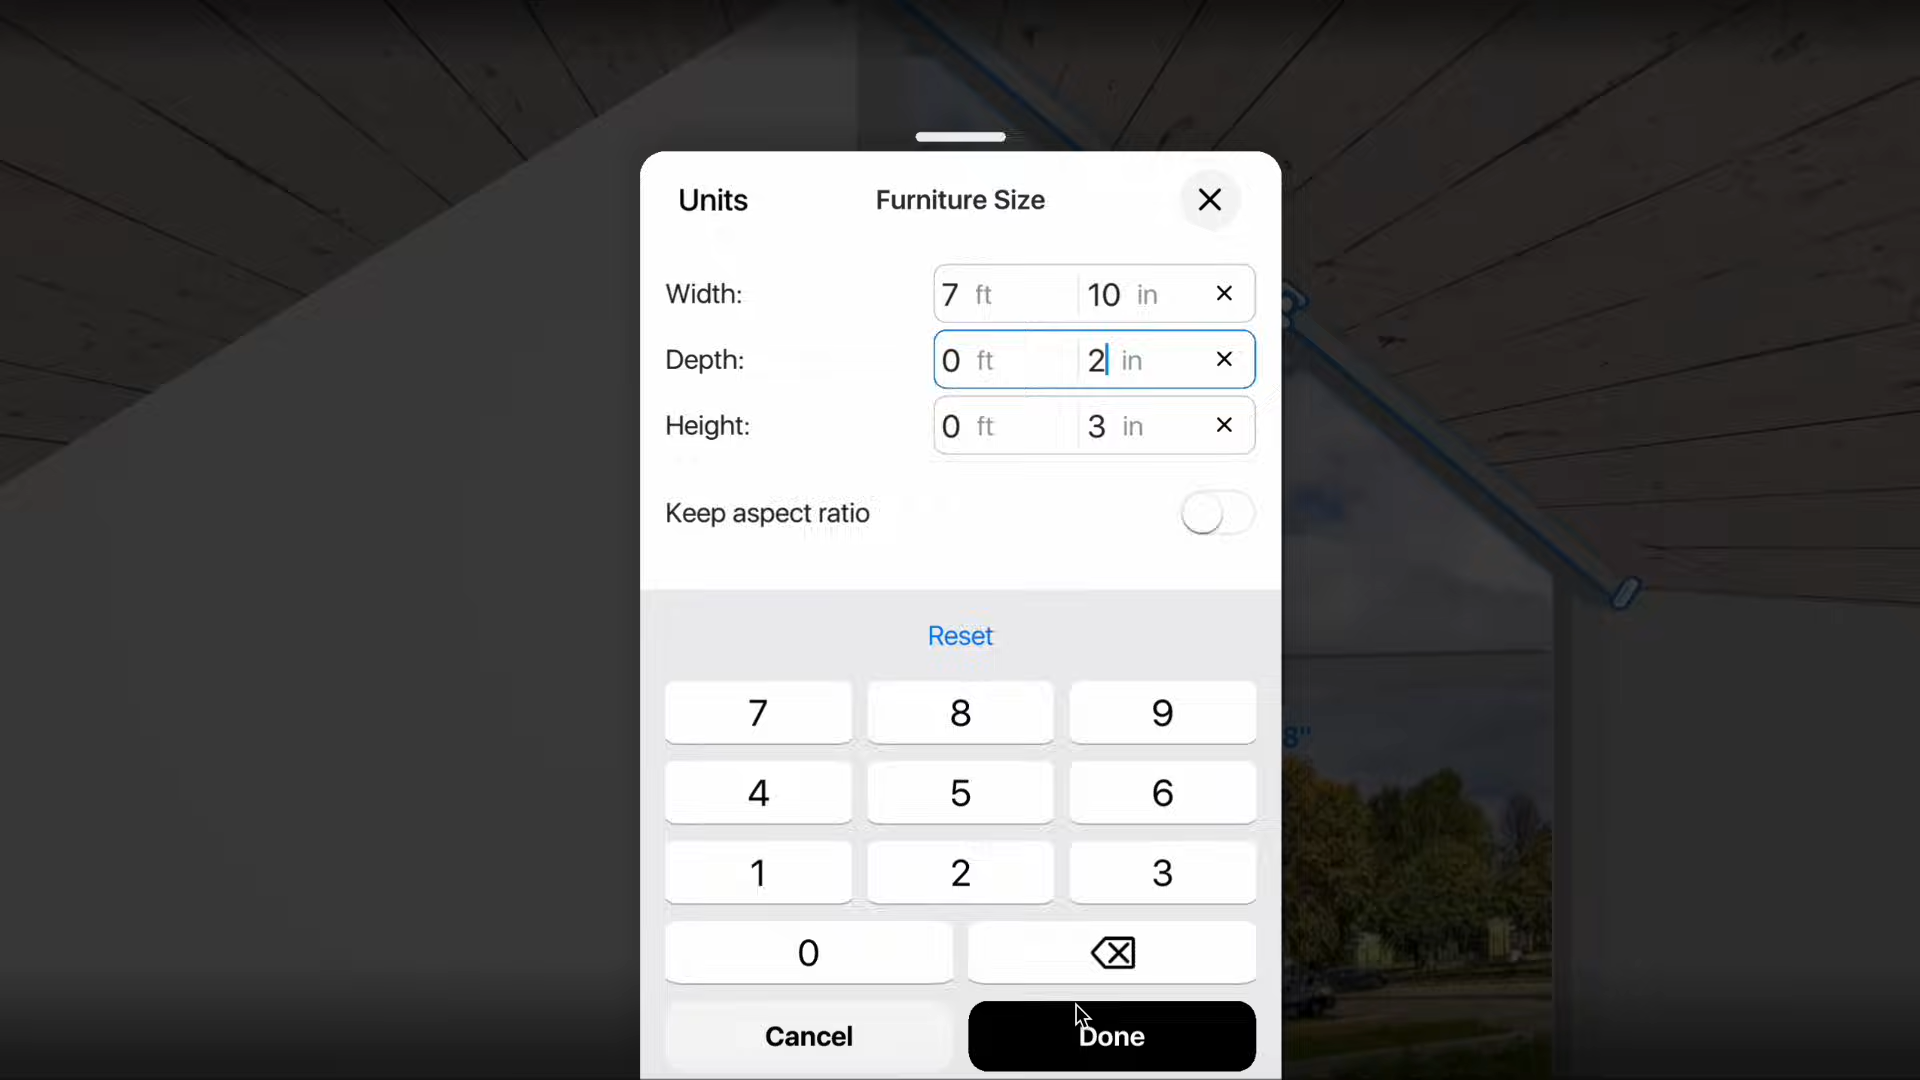 Units Furniture Size
Width: 7 ft 10 in
Depth: 0 ft 2 in
Height: 0 ft 3 in
Keep aspect ratio
Reset
7 8 9
8"
4 5 6
1 2 3
0
Cancel Done